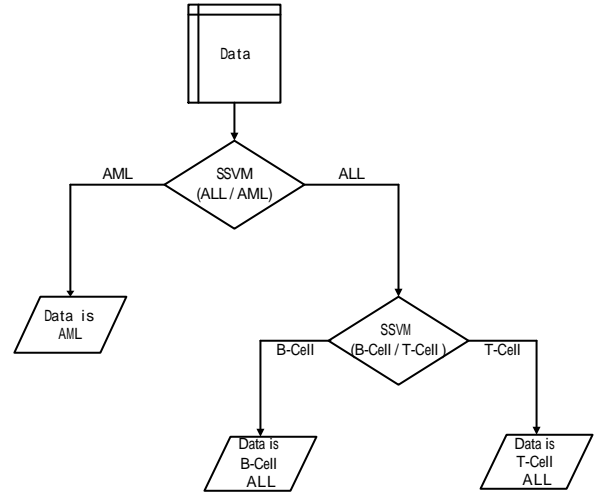 Data
SSVM
(ALL / AML)
AML
ALL
Data is
AML
SSVM
(B-Cell / T-Cell )
B-Cell
T-Cell
Data is
B-Cell
ALL
Data is
T-Cell
ALL